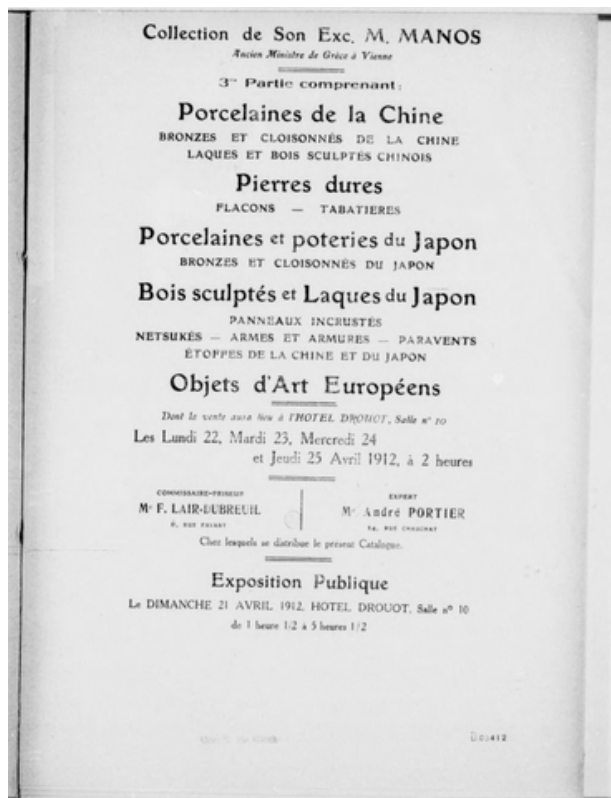 Collection de Son Exc. M. MANOS
Ancien Ministre de Grèce à Vienne
3me Partie comprenant:
Porcelaines de la Chine
BRONZES ET CLOISONNÉS DE LA CHINE
LAQUES ET BOIS SCULPTÉS CHINOIS
Pierres dures
FLACONS — TABATIERES
Porcelaines et poteries du Japon
BRONZES ET CLOISONNÉS DU JAPON
Bois sculptés et Laques du Japon
PANNEAUX INCRUSTÉS
NETSUKÉS — ARMES ET ARMURES — PARAVENTS
ÉTOFFES DE LA CHINE ET DU JAPON
Objets d'Art Européens
Dont la vente aura lieu à l'HOTEL DROUOT, Salle nº 10
Les Lundi 22, Mardi 23, Mercredi 24
et Jeudi 25 Avril 1912, à 2 heures
COMMISSAIRE-PRISEUR
Me F. LAIR-DUBREUIL
6, RUE FAVART
EXPERT
Mr André PORTIER
24, RUE CHAUCHAT
Chez lesquels se distribue le présent Catalogue.
Exposition Publique
Le DIMANCHE 21 AVRIL 1912, HOTEL DROUOT, Salle nº 10
de 1 heure 1/2 à 5 heures 1/2